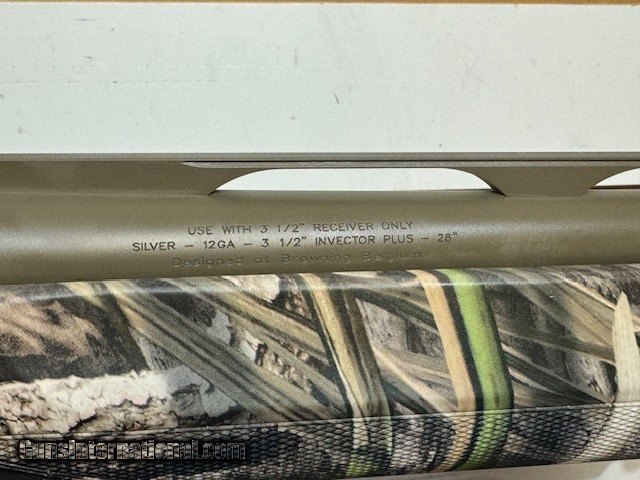 USE WITH 3 1/2" RECEIVER ONLY
SILVER - 12GA - 3 1/2" INVECTOR PLUS - 28"
Designed at Browning Belgium
GunsInternational.com